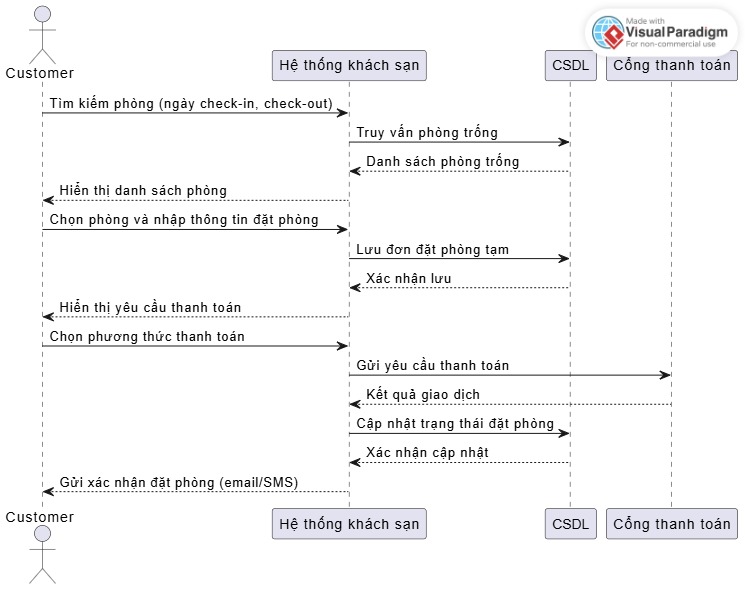 Made with
VisualParadigm
For non-commercial use
Customer
Hệ thống khách sạn
CSDL
Cổng thanh toán
Tìm kiếm phòng (ngày check-in, check-out)
Truy vấn phòng trống
Danh sách phòng trống
Hiển thị danh sách phòng
Chọn phòng và nhập thông tin đặt phòng
Lưu đơn đặt phòng tạm
Xác nhận lưu
Hiển thị yêu cầu thanh toán
Chọn phương thức thanh toán
Gửi yêu cầu thanh toán
Kết quả giao dịch
Cập nhật trạng thái đặt phòng
Xác nhận cập nhật
Gửi xác nhận đặt phòng (email/SMS)
Customer
Hệ thống khách sạn
CSDL
Cổng thanh toán